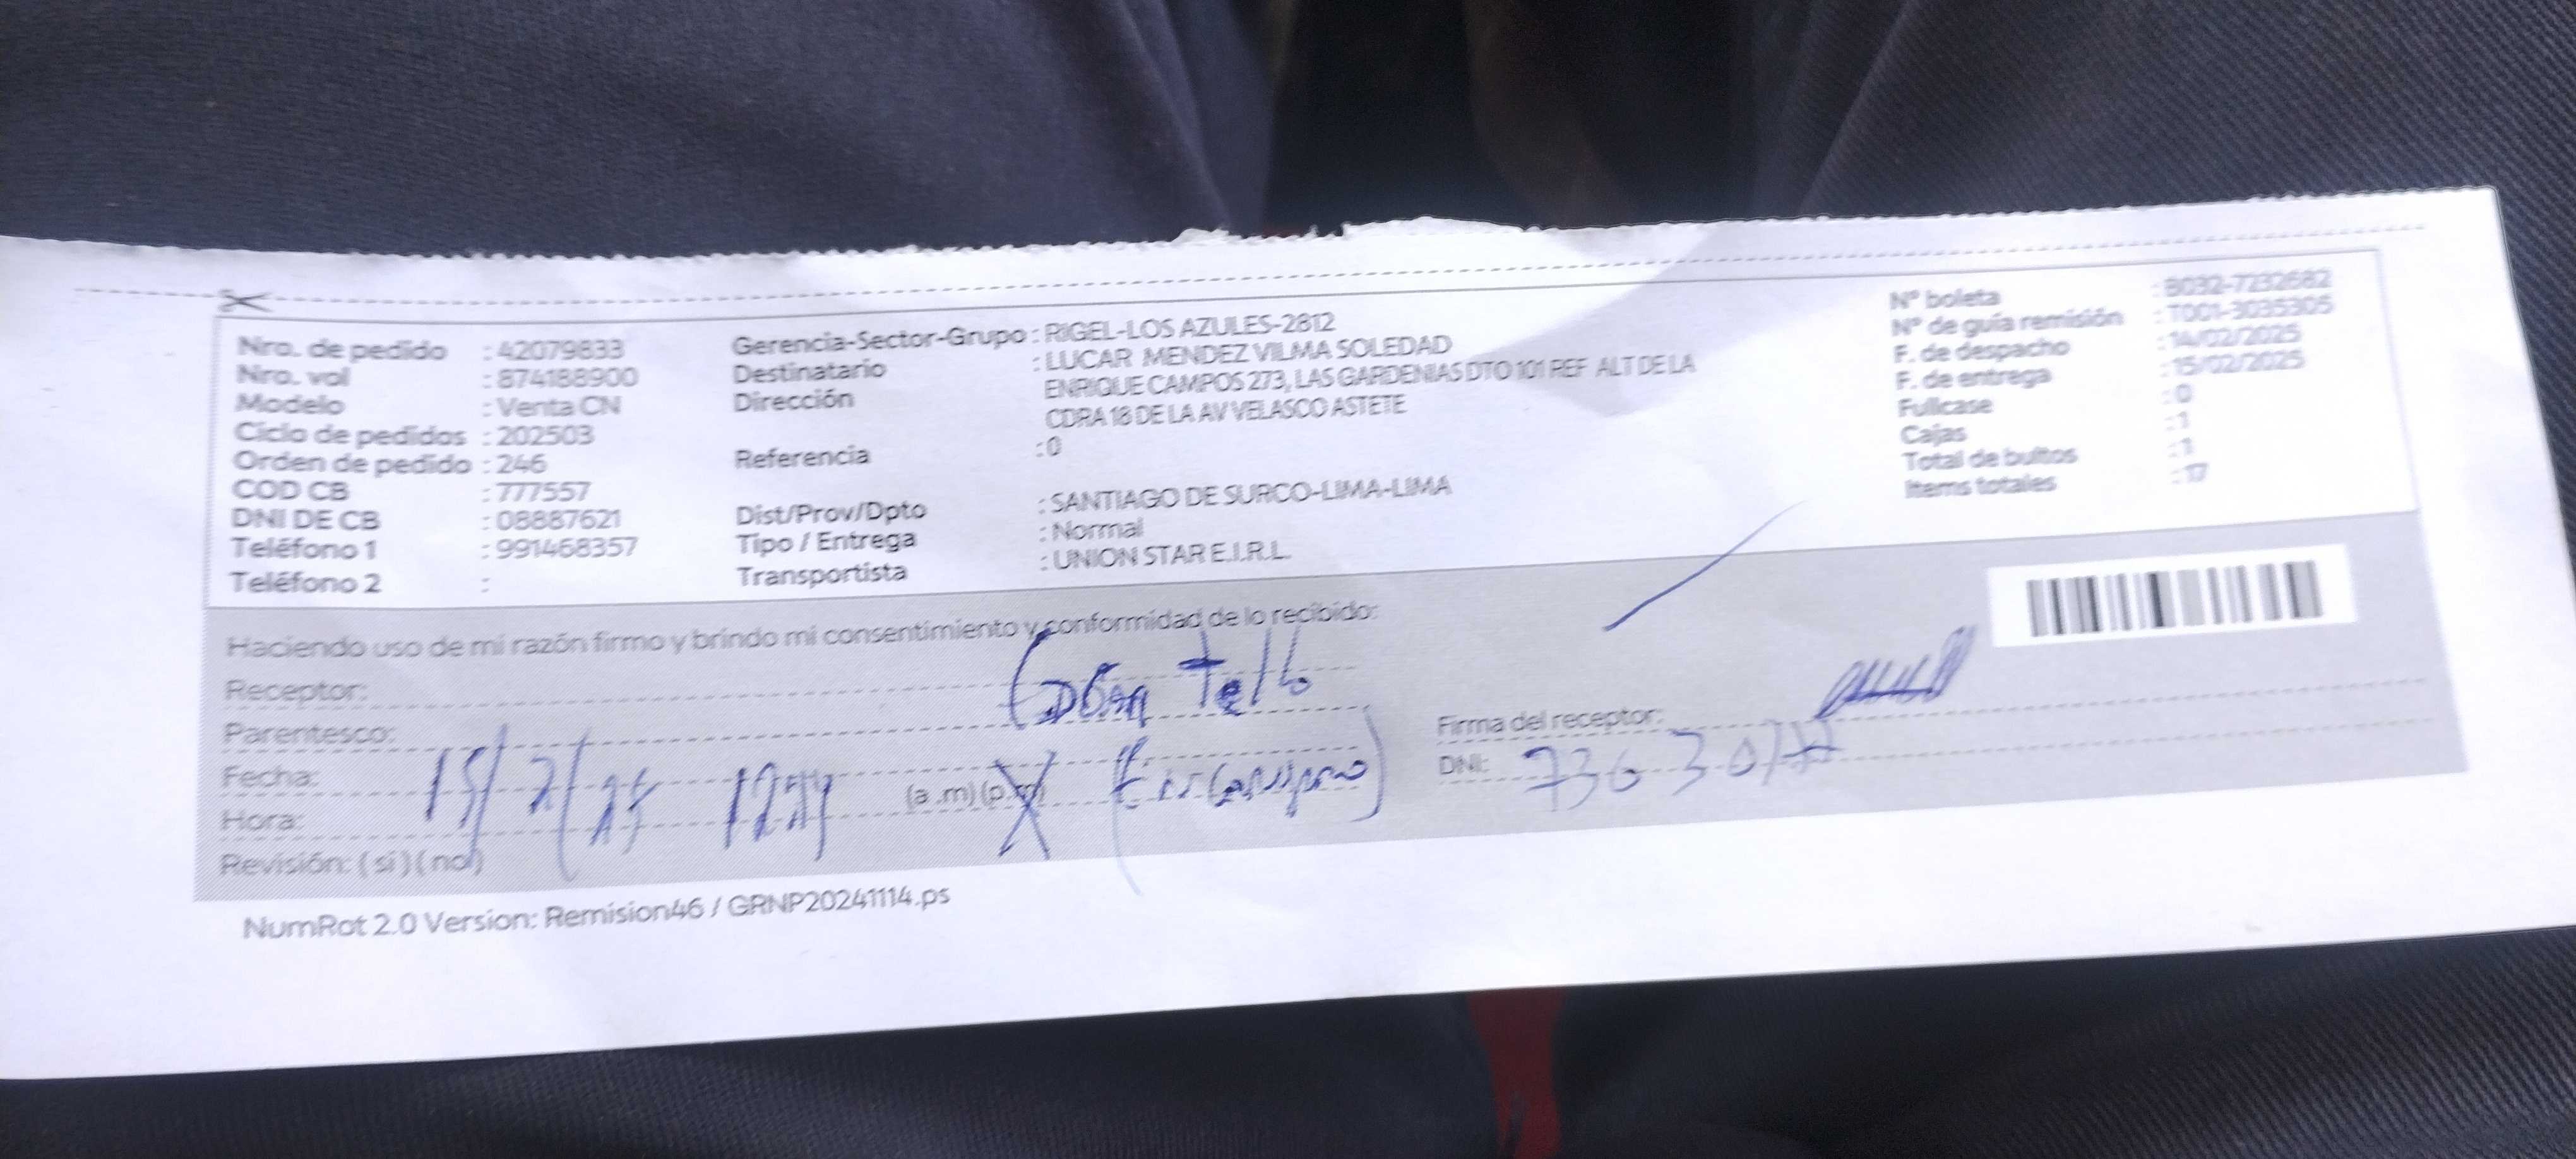 Nro. de pedido : 42079833
Nro. vol : 874188900
Modelo : Venta CN
Ciclo de pedidos : 202503
Orden de pedido : 246
COD CB : 777557
DNI DE CB : 08887621
Teléfono 1 : 991468357
Teléfono 2 :
Gerencia-Sector-Grupo : RIGEL-LOS AZULES-2812
Destinatario : LUCAR MENDEZ VILMA SOLEDAD
Dirección ENRIQUE CAMPOS 273, LAS GARDENIAS DTO 101 REF ALT DE LA
CDRA 18 DE LA AV VELASCO ASTETE
Referencia : 0
Dist/Prov/Dpto : SANTIAGO DE SURCO-LIMA-LIMA
Tipo / Entrega : Normal
Transportista : UNION STAR E.I.R.L.
N° boleta : B032-7232682
N° de guía remisión : T001-3035305
F. de despacho : 14/02/2025
F. de entrega : 15/02/2025
Fullcase : 0
Cajas : 1
Total de bultos : 1
Items totales : 17
Haciendo uso de mi razón firmo y brindo mi consentimiento y conformidad de lo recibido:
Receptor: Tello
Parentesco:
Fecha: 15/2/25
Hora: (a.m) (p.m)
Revisión: (si) (no)
Firma del receptor:
DNI:
NumRot 2.0 Version: Remision46 / GRNP20241114.ps